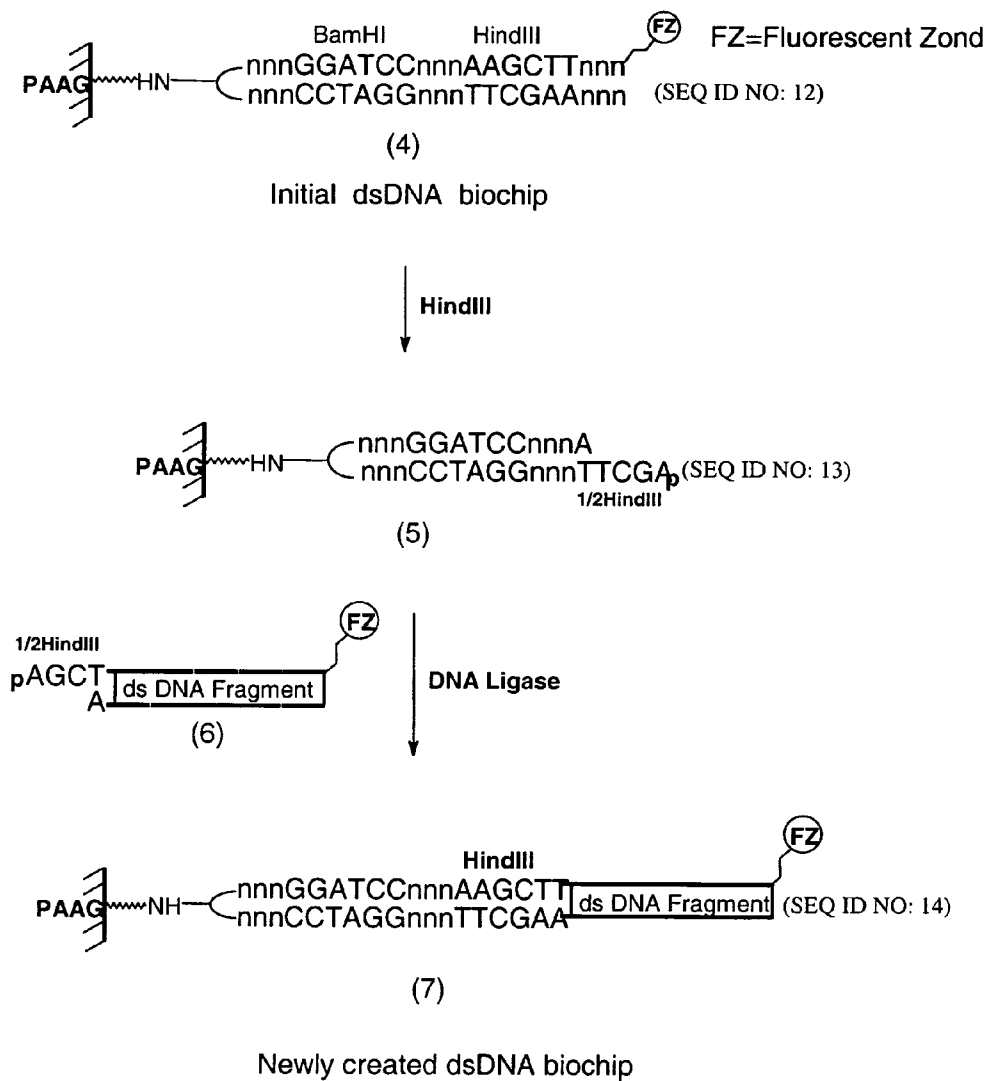 BamHI HindIII FZ FZ=Fluorescent Zond
nnnGGATCCnnnAAGCTTnnn
PAAG HN
nnnCCTAGGnnnTTCGAAnnn (SEQ ID NO: 12)
(4)
Initial dsDNA biochip
HindIII
nnnGGATCCnnnA
PAAG HN
nnnCCTAGGnnnTTCGAp (SEQ ID NO: 13)
1/2HindIII
(5)
FZ
1/2HindIII
pAGCT
A ds DNA Fragment
(6)
DNA Ligase
FZ
HindIII
nnnGGATCCnnnAAGCTT
PAAG NH ds DNA Fragment (SEQ ID NO: 14)
nnnCCTAGGnnnTTCGAA
(7)
Newly created dsDNA biochip